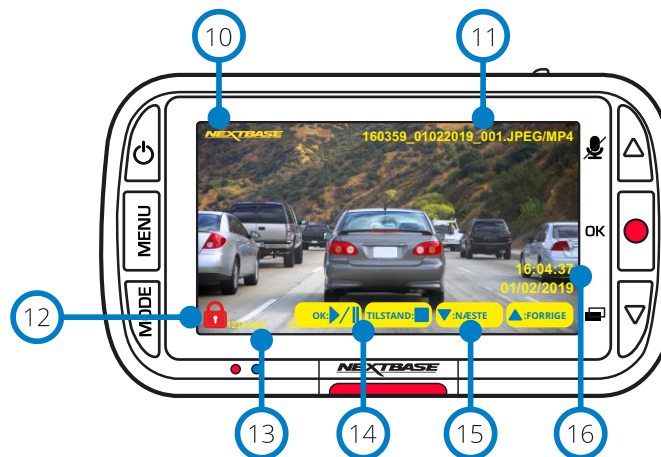 10
11
NEXTBASE
160359_01022019_001.JPEG/MP4
MENU
OK
16:04:37
01/02/2019
MODE
12
OK: / TILSTAND: :NÆSTE :FORRIGE
NEXTBASE
13
14
15
16